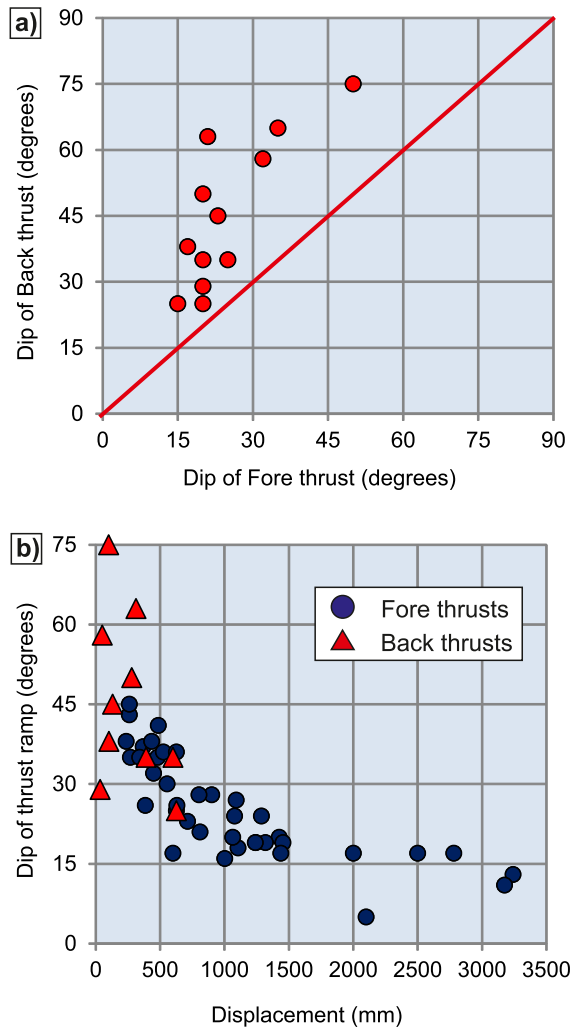 a)
90
75
60
45
30
15
0
Dip of Back thrust (degrees)
0 15 30 45 60 75 90
Dip of Fore thrust (degrees)
b)
75
60
45
30
15
0
Dip of thrust ramp (degrees)
Fore thrusts
Back thrusts
0 500 1000 1500 2000 2500 3000 3500
Displacement (mm)